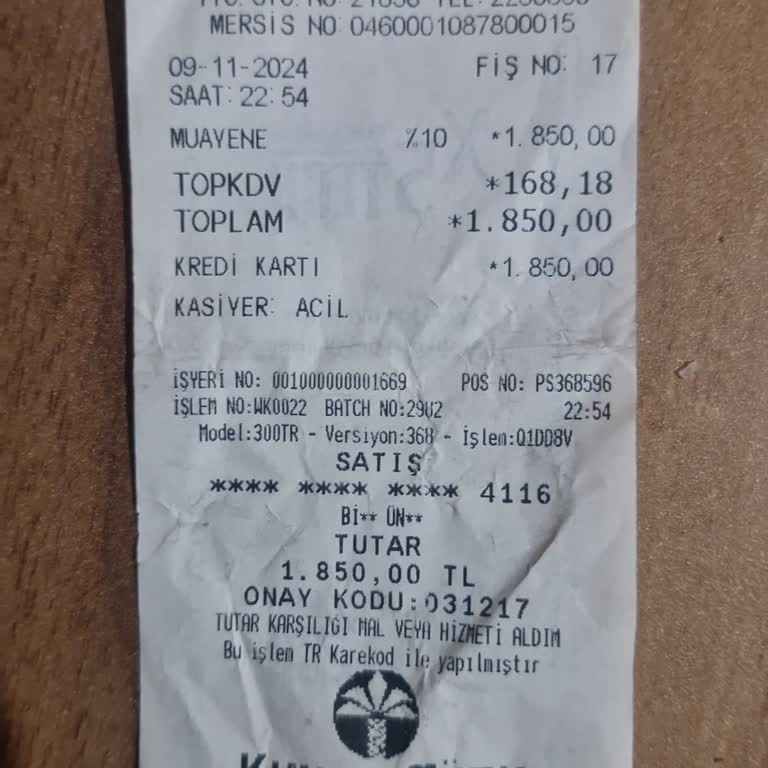 MERSİS NO 0460001087800015
09-11-2024 FİŞ NO: 17
SAAT: 22:54
MUAYENE %10 *1.850,00
TOPKDV *168,18
TOPLAM *1.850,00
KREDİ KARTI *1.850,00
KASİYER: ACİL
İŞYERİ NO: 001000000001669 POS NO: PS368596
İŞLEM NO:WK0022 BATCH NO:2982 22:54
Model:300TR - Versiyon:368 - İşlem:Q1DD8V
SATIŞ
**** **** **** 4116
Bİ** ÜN**
TUTAR
1.850,00 TL
ONAY KODU:031217
TUTAR KARŞILIĞI MAL VEYA HİZMETİ ALDIM
Bu işlem TR Karekod ile yapılmıştır